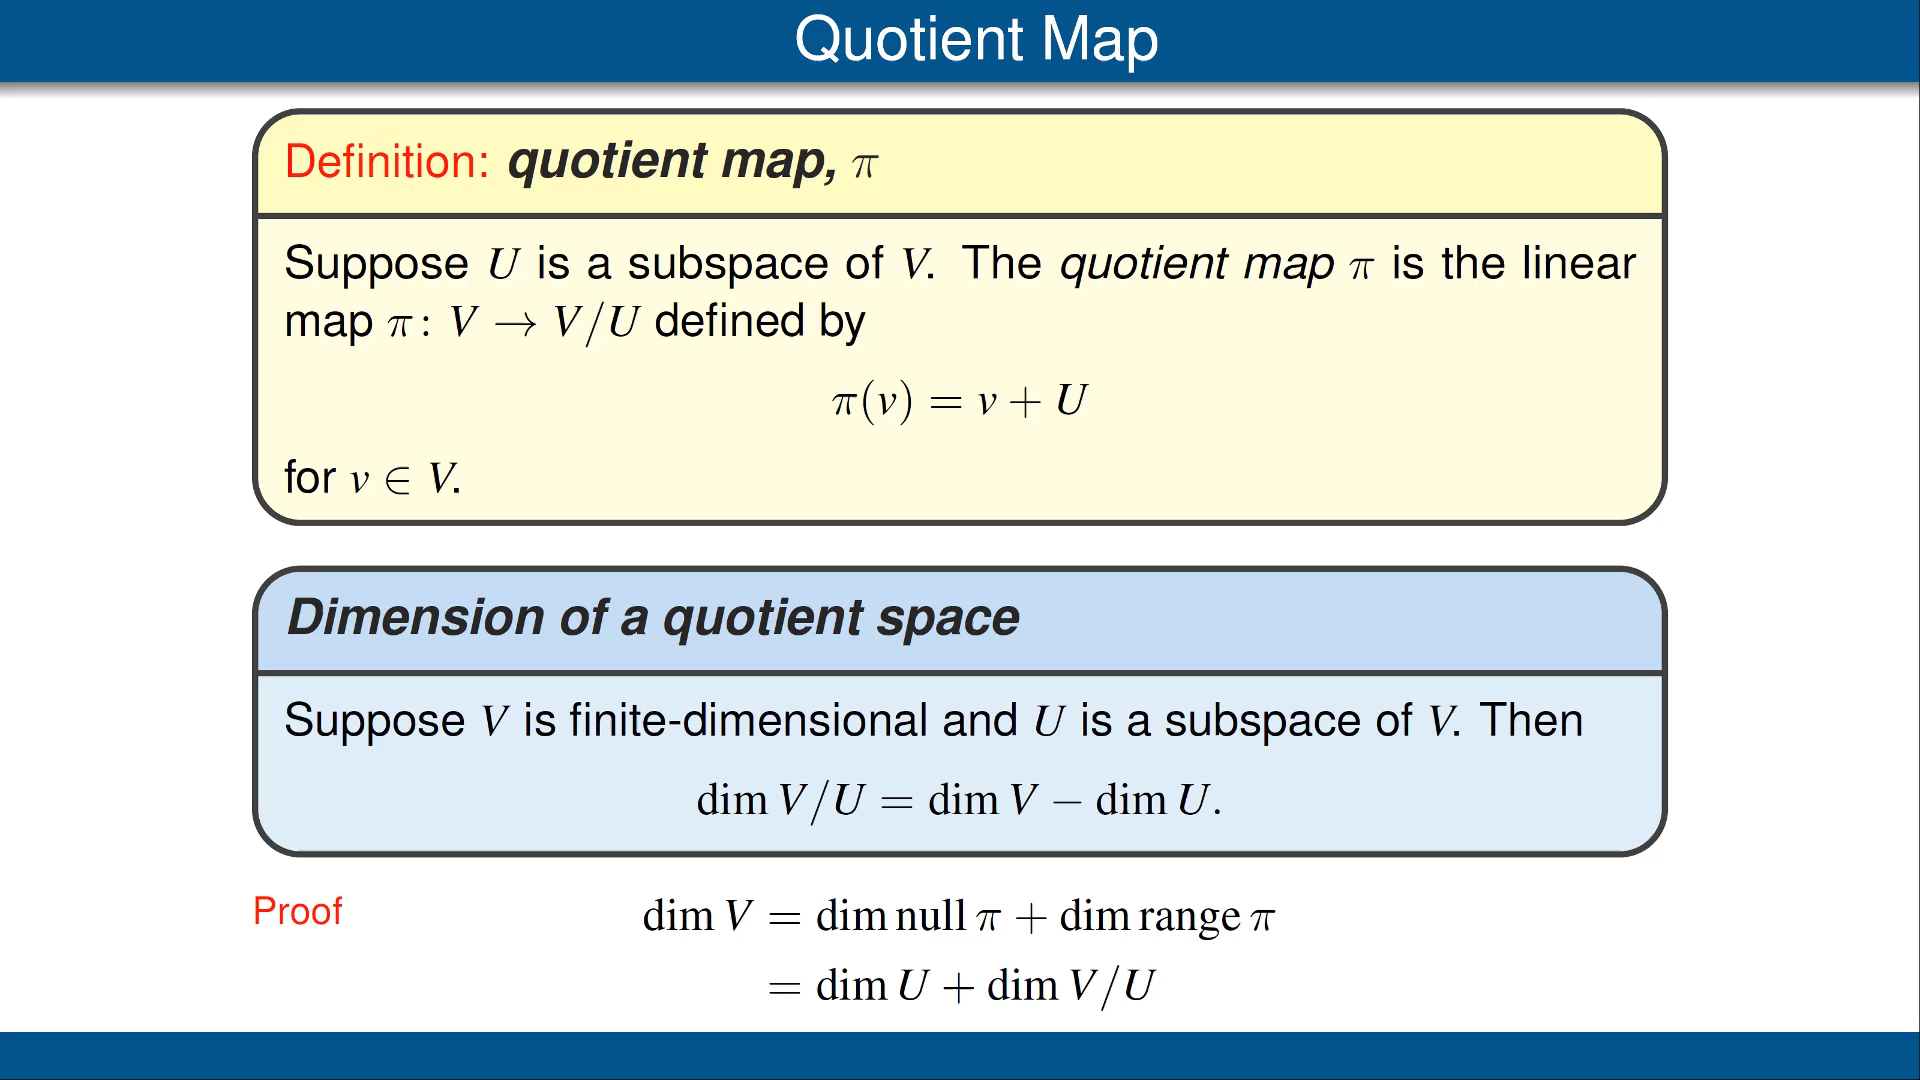 Quotient Map
Definition: quotient map, π
Suppose U is a subspace of V. The quotient map π is the linear
map π: V → V/U defined by
π(v) = v + U
for v ∈ V.
Dimension of a quotient space
Suppose V is finite-dimensional and U is a subspace of V. Then
dim V/U = dim V − dim U.
Proof dim V = dim null π + dim range π
= dim U + dim V/U